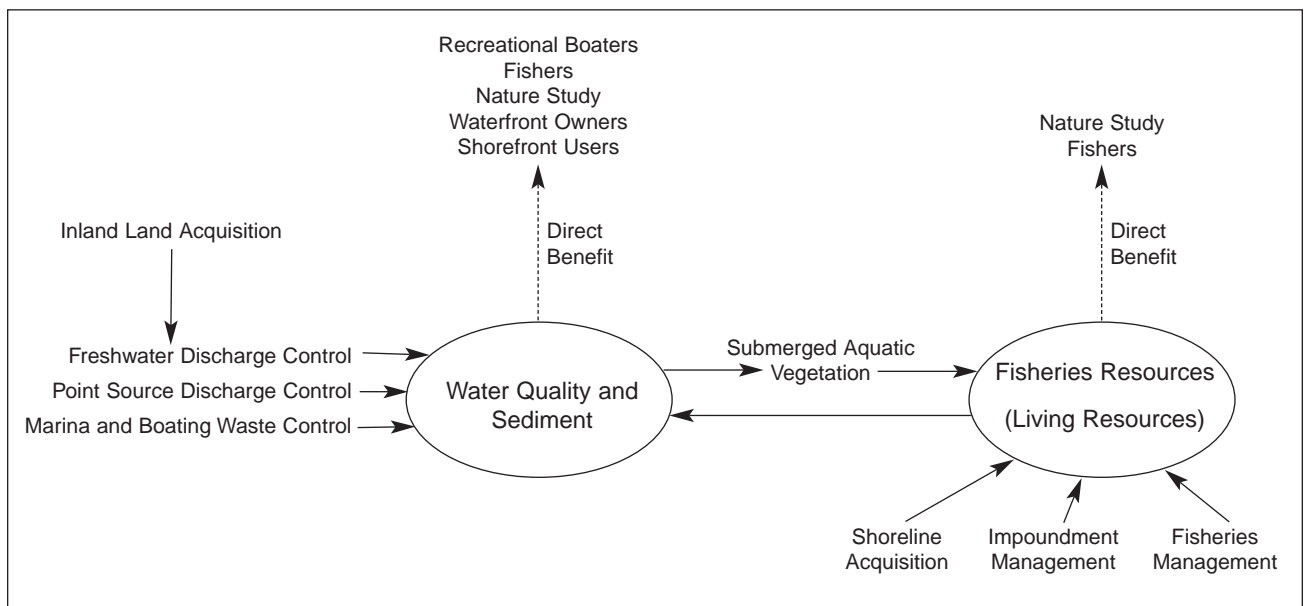 Recreational Boaters
Fishers
Nature Study
Waterfront Owners
Shorefront Users
Nature Study
Fishers
Direct
Benefit
Direct
Benefit
Inland Land Acquisition
Freshwater Discharge Control
Point Source Discharge Control
Marina and Boating Waste Control
Water Quality and
Sediment
Submerged Aquatic
Vegetation
Fisheries Resources
(Living Resources)
Shoreline
Acquisition
Impoundment
Management
Fisheries
Management